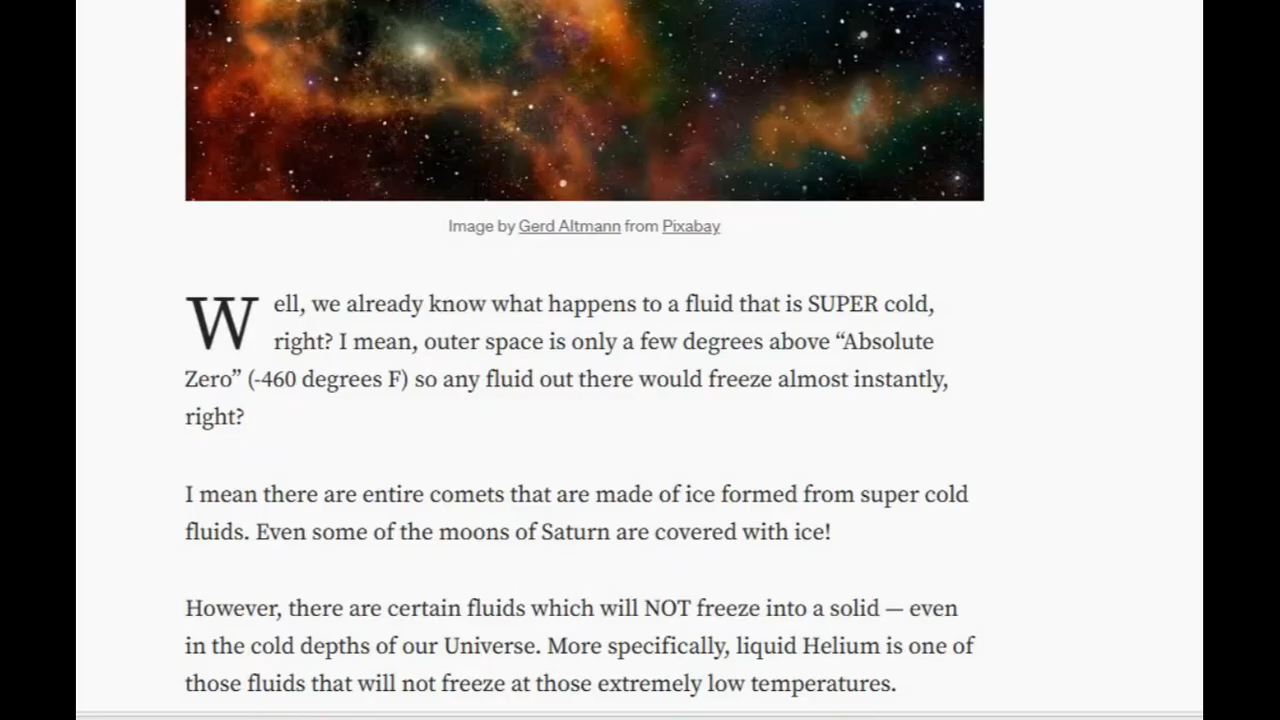 Image by Gerd Altmann from Pixabay
Well, we already know what happens to a fluid that is SUPER cold,
right? I mean, outer space is only a few degrees above “Absolute
Zero” (-460 degrees F) so any fluid out there would freeze almost instantly,
right?
I mean there are entire comets that are made of ice formed from super cold
fluids. Even some of the moons of Saturn are covered with ice!
However, there are certain fluids which will NOT freeze into a solid — even
in the cold depths of our Universe. More specifically, liquid Helium is one of
those fluids that will not freeze at those extremely low temperatures.